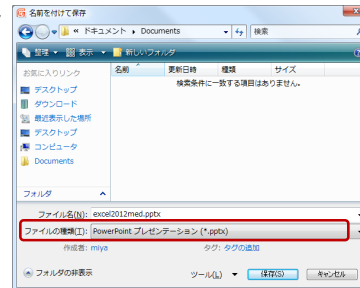 名前を付けて保存
« ドキュメント ▸ Documents
検索
整理 表示 新しいフォルダ
お気に入りリンク
名前 更新日時 種類 サイズ
検索条件に一致する項目はありません。
デスクトップ
ダウンロード
最近表示した場所
デスクトップ
コンピュータ
Documents
フォルダ
ファイル名(N): excel2012med.pptx
ファイルの種類(T): PowerPoint プレゼンテーション (*.pptx)
作成者: miya タグ: タグの追加
フォルダの非表示 ツール(L) 保存(S) キャンセル